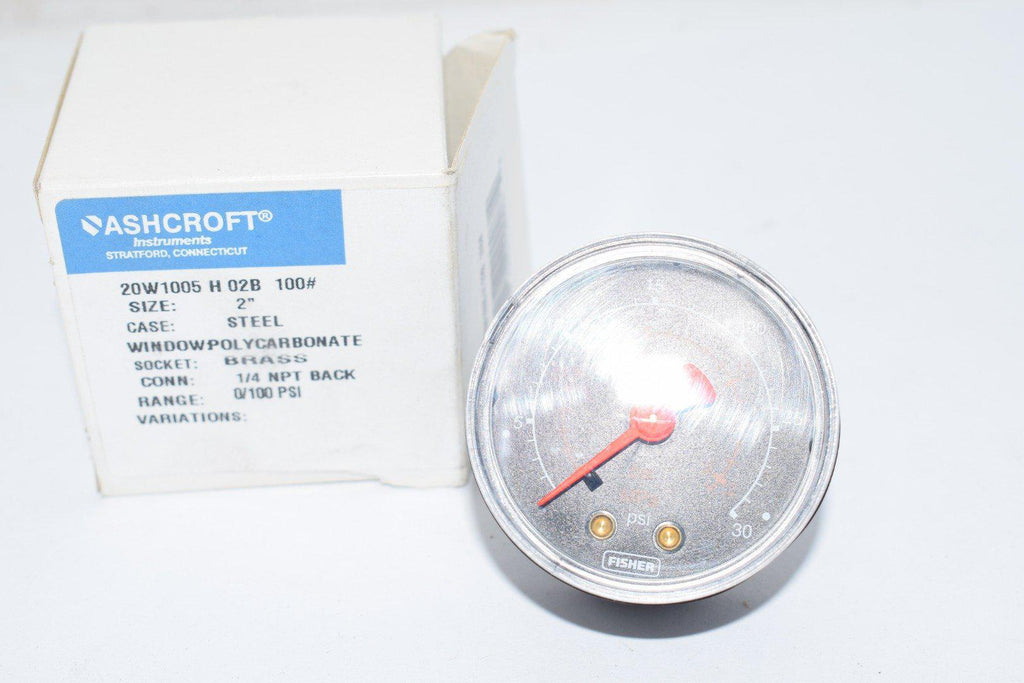 ASHCROFT®
Instruments
STRATFORD, CONNECTICUT
20W1005 H 02B 100#
SIZE: 2"
CASE: STEEL
WINDOW:POLYCARBONATE
SOCKET: BRASS
CONN: 1/4 NPT BACK
RANGE: 0/100 PSI
VARIATIONS:
5
psi
30
FISHER